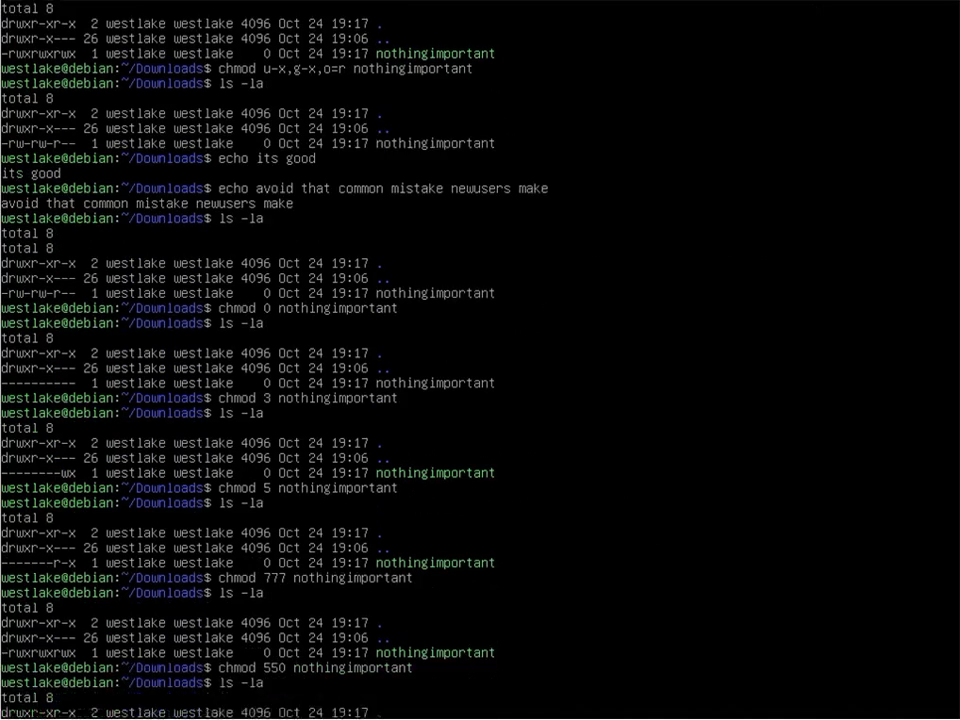 total 8
drwxr-xr-x  2 westlake westlake 4096 Oct 24 19:17 .
drwxr-x--- 26 westlake westlake 4096 Oct 24 19:06 ..
-rwxrwxrwx  1 westlake westlake    0 Oct 24 19:17 nothingimportant
westlake@debian:~/Downloads$ chmod u-x,g-x,o=r nothingimportant
westlake@debian:~/Downloads$ ls -la
total 8
drwxr-xr-x  2 westlake westlake 4096 Oct 24 19:17 .
drwxr-x--- 26 westlake westlake 4096 Oct 24 19:06 ..
-rw-rw-r--  1 westlake westlake    0 Oct 24 19:17 nothingimportant
westlake@debian:~/Downloads$ echo its good
its good
westlake@debian:~/Downloads$ echo avoid that common mistake newusers make
avoid that common mistake newusers make
westlake@debian:~/Downloads$ ls -la
total 8
total 8
drwxr-xr-x  2 westlake westlake 4096 Oct 24 19:17 .
drwxr-x--- 26 westlake westlake 4096 Oct 24 19:06 ..
-rw-rw-r--  1 westlake westlake    0 Oct 24 19:17 nothingimportant
westlake@debian:~/Downloads$ chmod 0 nothingimportant
westlake@debian:~/Downloads$ ls -la
total 8
drwxr-xr-x  2 westlake westlake 4096 Oct 24 19:17 .
drwxr-x--- 26 westlake westlake 4096 Oct 24 19:06 ..
----------  1 westlake westlake    0 Oct 24 19:17 nothingimportant
westlake@debian:~/Downloads$ chmod 3 nothingimportant
westlake@debian:~/Downloads$ ls -la
total 8
drwxr-xr-x  2 westlake westlake 4096 Oct 24 19:17 .
drwxr-x--- 26 westlake westlake 4096 Oct 24 19:06 ..
--------wx  1 westlake westlake    0 Oct 24 19:17 nothingimportant
westlake@debian:~/Downloads$ chmod 5 nothingimportant
westlake@debian:~/Downloads$ ls -la
total 8
drwxr-xr-x  2 westlake westlake 4096 Oct 24 19:17 .
drwxr-x--- 26 westlake westlake 4096 Oct 24 19:06 ..
-------r-x  1 westlake westlake    0 Oct 24 19:17 nothingimportant
westlake@debian:~/Downloads$ chmod 777 nothingimportant
westlake@debian:~/Downloads$ ls -la
total 8
drwxr-xr-x  2 westlake westlake 4096 Oct 24 19:17 .
drwxr-x--- 26 westlake westlake 4096 Oct 24 19:06 ..
-rwxrwxrwx  1 westlake westlake    0 Oct 24 19:17 nothingimportant
westlake@debian:~/Downloads$ chmod 550 nothingimportant
westlake@debian:~/Downloads$ ls -la
total 8
drwxr-xr-x  2 westlake westlake 4096 Oct 24 19:17 .